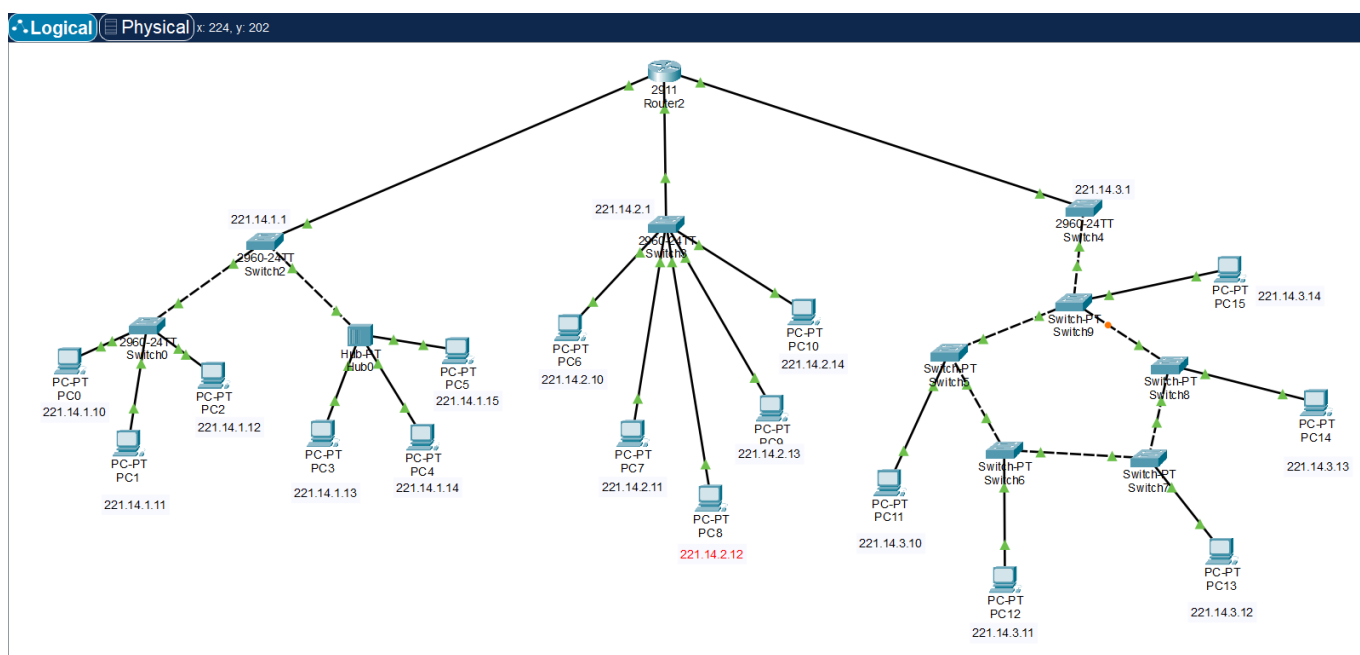 Logical Physical x: 224, y: 202
2911
Router2
221.14.1.1
2960-24TT
Switch2
2960-24TT
Switch0
PC-PT
PC0
221.14.1.10
PC-PT
PC1
221.14.1.11
PC-PT
PC2
221.14.1.12
Hub-PT
Hub0
PC-PT
PC3
221.14.1.13
PC-PT
PC4
221.14.1.14
PC-PT
PC5
221.14.1.15
221.14.2.1
2960-24TT
Switch3
PC-PT
PC6
221.14.2.10
PC-PT
PC7
221.14.2.11
PC-PT
PC8
221.14.2.12
PC-PT
PC9
221.14.2.13
PC-PT
PC10
221.14.2.14
221.14.3.1
2960-24TT
Switch4
Switch-PT
Switch9
PC-PT
PC15
221.14.3.14
Switch-PT
Switch5
Switch-PT
Switch8
PC-PT
PC14
221.14.3.13
Switch-PT
Switch6
Switch-PT
Switch7
PC-PT
PC11
221.14.3.10
PC-PT
PC12
221.14.3.11
PC-PT
PC13
221.14.3.12